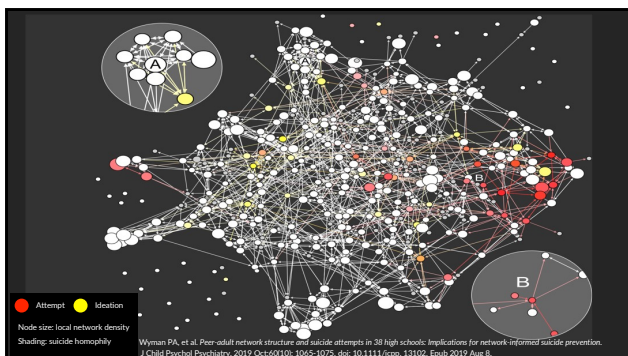 A
A
B
B
Attempt Ideation
Node size: local network density
Shading: suicide homophily
Wyman PA, et al. Peer-adult network structure and suicide attempts in 38 high schools: Implications for network-informed suicide prevention.
J Child Psychol Psychiatry. 2019 Oct;60(10): 1065-1075. doi: 10.1111/jcpp. 13102. Epub 2019 Aug 8.